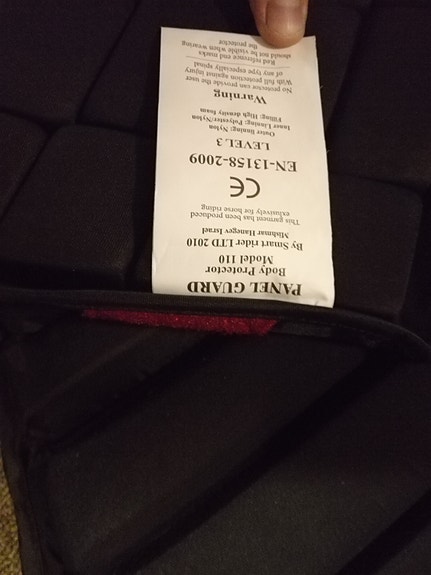 PANEL GUARD
Body Protector
Model 110
By Smart rider LTD 2010
Mishmar Hanegev Israel
This garment been has produced
exlusively for horse riding
CE
EN-13158-2009
LEVEL 3
Outer linning: Nylon
Inner Linning: Polyester/Nylon
Filling: High density foam
Warning
No protector can provide the user
With full protection against injury
of any type especially spinal
Red reference end marks
should not be visible when wearing
the protector